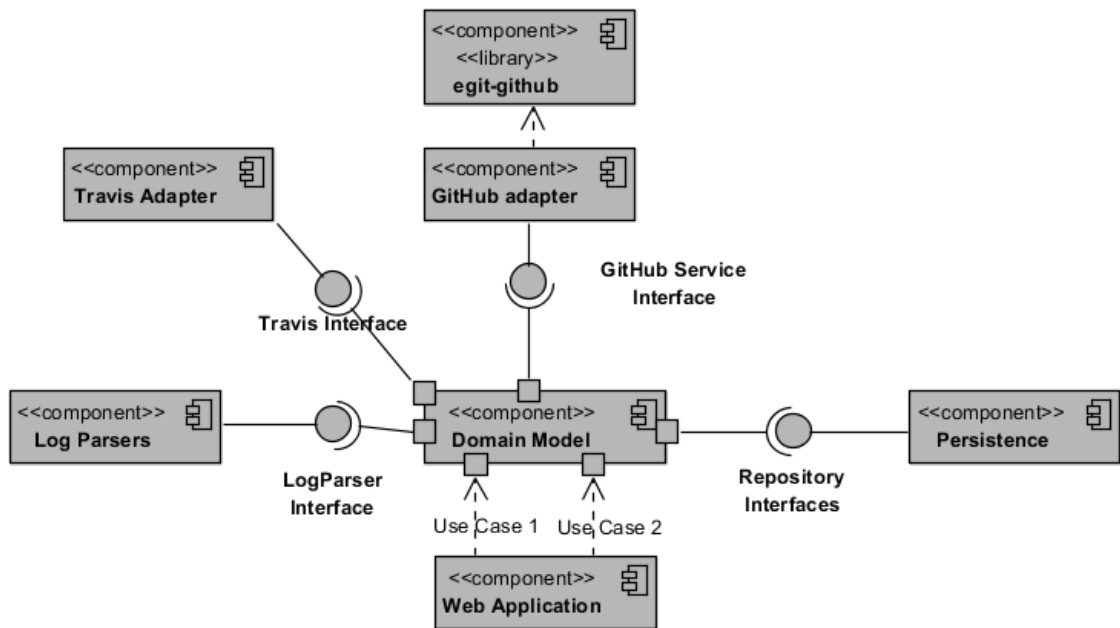 <<component>>
<<library>>
egit-github
<<component>>
Travis Adapter
<<component>>
GitHub adapter
GitHub Service
Interface
Travis Interface
<<component>>
Log Parsers
<<component>>
Domain Model
<<component>>
Persistence
LogParser
Interface
Repository
Interfaces
Use Case 1
Use Case 2
<<component>>
Web Application